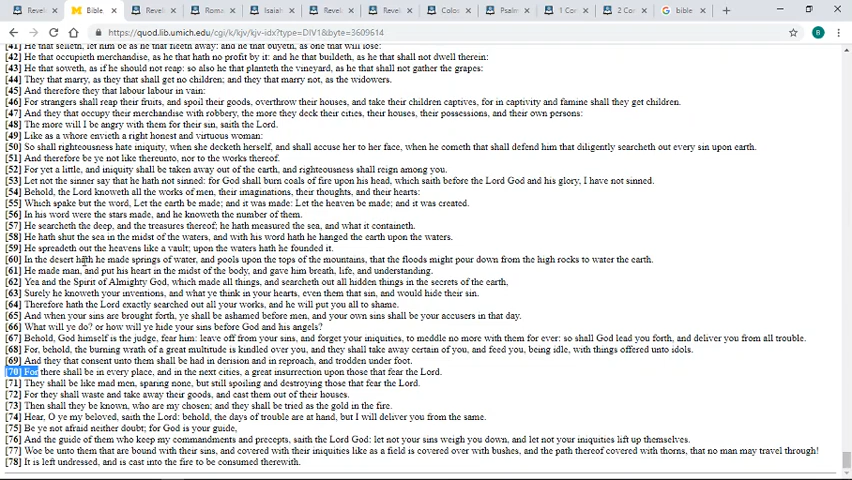 Revel
Bible
Revel
Roma
Isaiah
Revel
Revel
Colo
Psalm
1 Co
2 Co
bible
https://quod.lib.umich.edu/cgi/k/kjv/kjv-idx?type=DIV1&byte=3609614
R
[41] He that selleth, let him be as he that fleeth away: and he that buyeth, as one that will lose:
[42] He that occupieth merchandise, as he that hath no profit by it: and he that buildeth, as he that shall not dwell therein:
[43] He that soweth, as if he should not reap: so also he that planteth the vineyard, as he that shall not gather the grapes:
[44] They that marry, as they that shall get no children; and they that marry not, as the widowers.
[45] And therefore they that labour labour in vain:
[46] For strangers shall reap their fruits, and spoil their goods, overthrow their houses, and take their children captives, for in captivity and famine shall they get children.
[47] And they that occupy their merchandise with robbery, the more they deck their cities, their houses, their possessions, and their own persons:
[48] The more will I be angry with them for their sin, saith the Lord.
[49] Like as a whore envieth a right honest and virtuous woman:
[50] So shall righteousness hate iniquity, when she decketh herself, and shall accuse her to her face, when he cometh that shall defend him that diligently searcheth out every sin upon earth.
[51] And therefore be ye not like thereunto, nor to the works thereof.
[52] For yet a little, and iniquity shall be taken away out of the earth, and righteousness shall reign among you.
[53] Let not the sinner say that he hath not sinned: for God shall burn coals of fire upon his head, which saith before the Lord God and his glory, I have not sinned.
[54] Behold, the Lord knoweth all the works of men, their imaginations, their thoughts, and their hearts:
[55] Which spake but the word, Let the earth be made; and it was made: Let the heaven be made; and it was created.
[56] In his word were the stars made, and he knoweth the number of them.
[57] He searcheth the deep, and the treasures thereof; he hath measured the sea, and what it containeth.
[58] He hath shut the sea in the midst of the waters, and with his word hath he hanged the earth upon the waters.
[59] He spreadeth out the heavens like a vault; upon the waters hath he founded it.
[60] In the desert hath he made springs of water, and pools upon the tops of the mountains, that the floods might pour down from the high rocks to water the earth.
[61] He made man, and put his heart in the midst of the body, and gave him breath, life, and understanding.
[62] Yea and the Spirit of Almighty God, which made all things, and searcheth out all hidden things in the secrets of the earth,
[63] Surely he knoweth your inventions, and what ye think in your hearts, even them that sin, and would hide their sin.
[64] Therefore hath the Lord exactly searched out all your works, and he will put you all to shame.
[65] And when your sins are brought forth, ye shall be ashamed before men, and your own sins shall be your accusers in that day.
[66] What will ye do? or how will ye hide your sins before God and his angels?
[67] Behold, God himself is the judge, fear him: leave off from your sins, and forget your iniquities, to meddle no more with them for ever: so shall God lead you forth, and deliver you from all trouble.
[68] For, behold, the burning wrath of a great multitude is kindled over you, and they shall take away certain of you, and feed you, being idle, with things offered unto idols.
[69] And they that consent unto them shall be had in derision and in reproach, and trodden under foot.
[70] For there shall be in every place, and in the next cities, a great insurrection upon those that fear the Lord.
[71] They shall be like mad men, sparing none, but still spoiling and destroying those that fear the Lord.
[72] For they shall waste and take away their goods, and cast them out of their houses.
[73] Then shall they be known, who are my chosen; and they shall be tried as the gold in the fire.
[74] Hear, O ye my beloved, saith the Lord: behold, the days of trouble are at hand, but I will deliver you from the same.
[75] Be ye not afraid neither doubt; for God is your guide,
[76] And the guide of them who keep my commandments and precepts, saith the Lord God: let not your sins weigh you down, and let not your iniquities lift up themselves.
[77] Woe be unto them that are bound with their sins, and covered with their iniquities like as a field is covered over with bushes, and the path thereof covered with thorns, that no man may travel through!
[78] It is left undressed, and is cast into the fire to be consumed therewith.